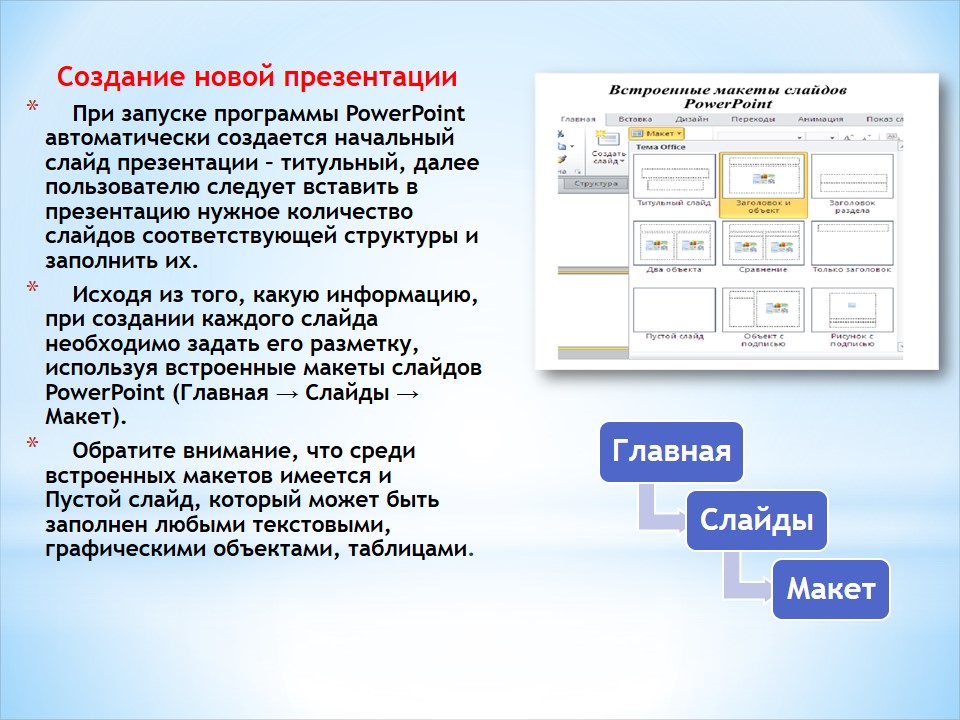 Создание новой презентации
* При запуске программы PowerPoint
автоматически создается начальный
слайд презентации – титульный, далее
пользователю следует вставить в
презентацию нужное количество
слайдов соответствующей структуры и
заполнить их.
* Исходя из того, какую информацию,
при создании каждого слайда
необходимо задать его разметку,
используя встроенные макеты слайдов
PowerPoint (Главная → Слайды →
Макет).
* Обратите внимание, что среди
встроенных макетов имеется и
Пустой слайд, который может быть
заполнен любыми текстовыми,
графическими объектами, таблицами.
Встроенные макеты слайдов
PowerPoint
Главная Вставка Дизайн Переходы Анимация Показ сл
Макет
Создать
слайд
Структура
Тема Office
Титульный слайд
Заголовок и
объект
Заголовок
раздела
Два объекта
Сравнение
Только заголовок
Пустой слайд
Объект с
подписью
Рисунок с
подписью
Главная
Слайды
Макет